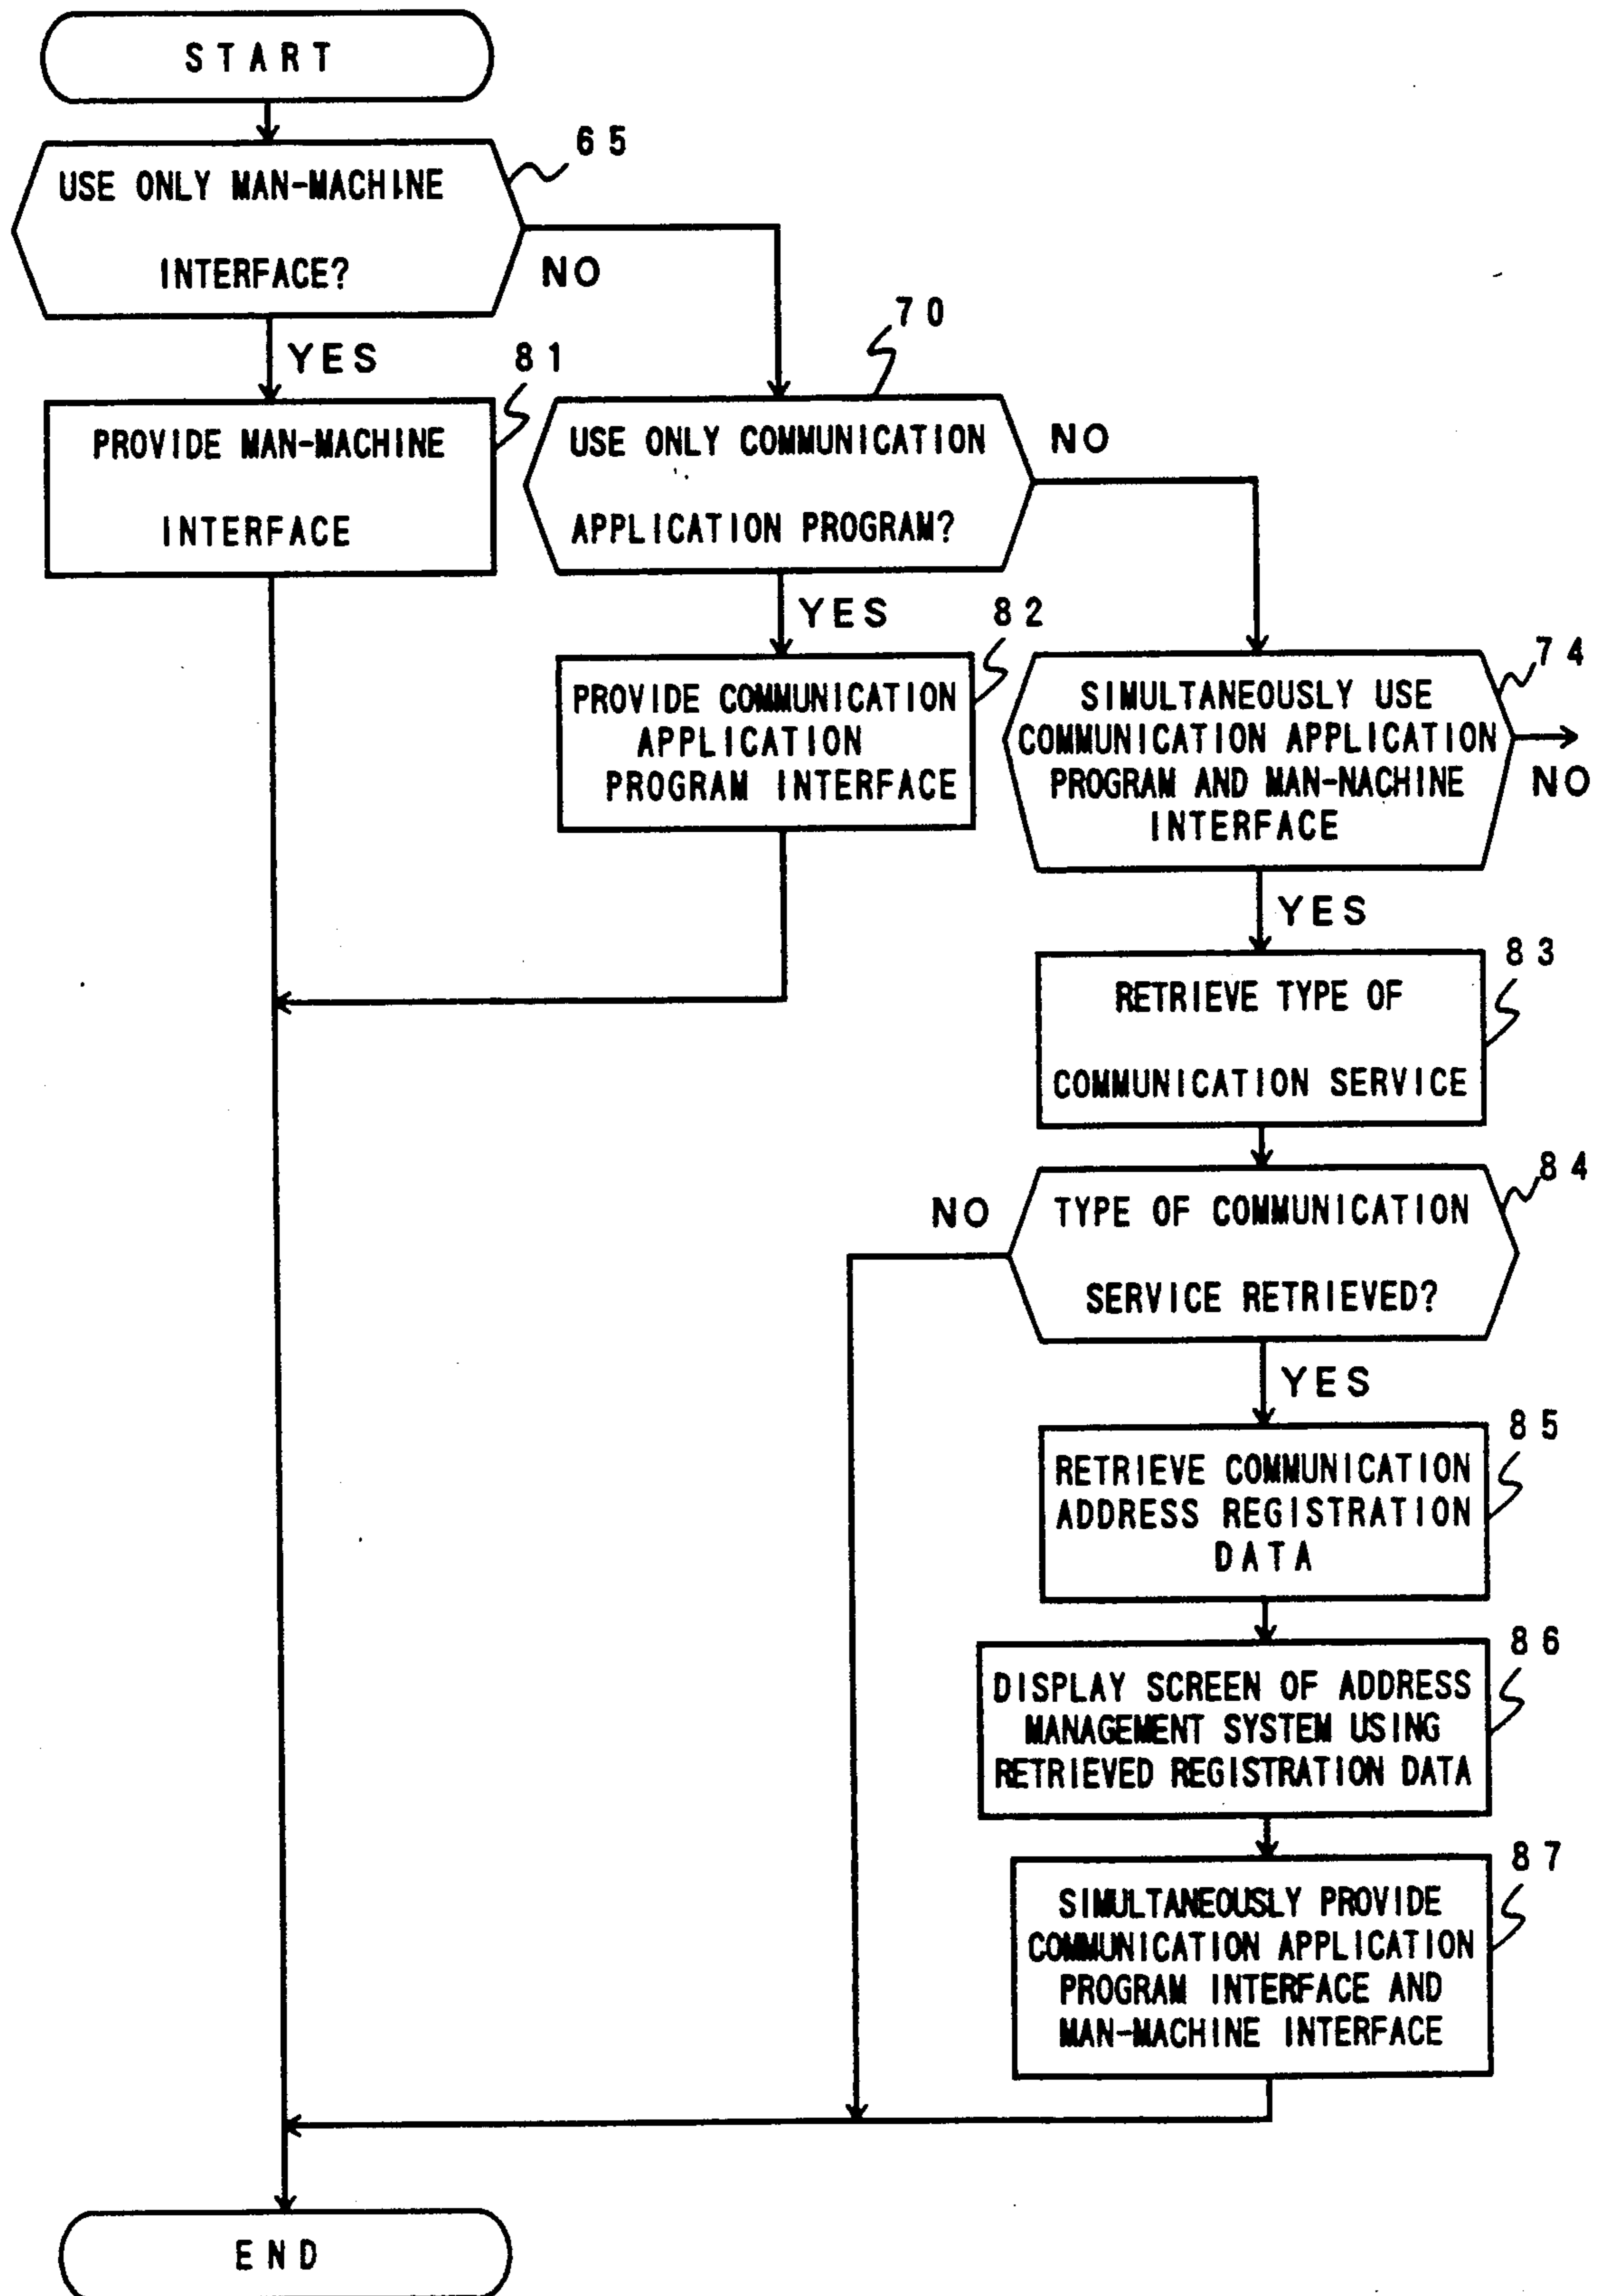 START
65
USE ONLY MAN-MACHINE
INTERFACE?
NO
YES
81
PROVIDE MAN-MACHINE
INTERFACE
70
USE ONLY COMMUNICATION
APPLICATION PROGRAM?
NO
YES
82
PROVIDE COMMUNICATION
APPLICATION
PROGRAM INTERFACE
74
SIMULTANEOUSLY USE
COMMUNICATION APPLICATION
PROGRAM AND MAN-NACHINE
INTERFACE
NO
YES
83
RETRIEVE TYPE OF
COMMUNICATION SERVICE
84
NO
TYPE OF COMMUNICATION
SERVICE RETRIEVED?
YES
85
RETRIEVE COMMUNICATION
ADDRESS REGISTRATION
DATA
86
DISPLAY SCREEN OF ADDRESS
MANAGEMENT SYSTEM USING
RETRIEVED REGISTRATION DATA
87
SIMULTANEOUSLY PROVIDE
COMMUNICATION APPLICATION
PROGRAM INTERFACE AND
MAN-MACHINE INTERFACE
END